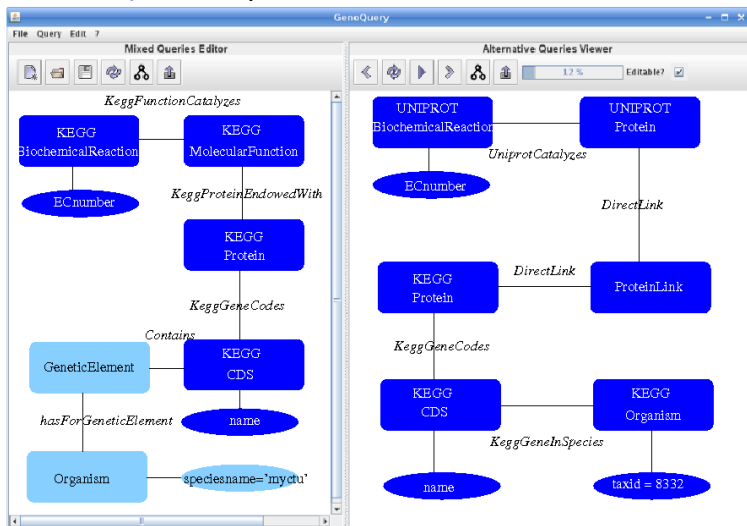 GenoQuery
File Query Edit ?
Mixed Queries Editor
KeggFunctionCatalyzes
KEGG
BiochemicalReaction
KEGG
MolecularFunction
ECnumber
KeggProteinEndowedWith
KEGG
Protein
KeggGeneCodes
Contains
GeneticElement
KEGG
CDS
hasForGeneticElement
name
Organism
speciesname='myctu'
Alternative Queries Viewer
12 %
Editable?
UNIPROT
BiochemicalReaction
UNIPROT
Protein
UniprotCatalyzes
ECnumber
DirectLink
KEGG
Protein
DirectLink
ProteinLink
KeggGeneCodes
KEGG
CDS
KEGG
Organism
KeggGeneInSpecies
name
taxid = 8332